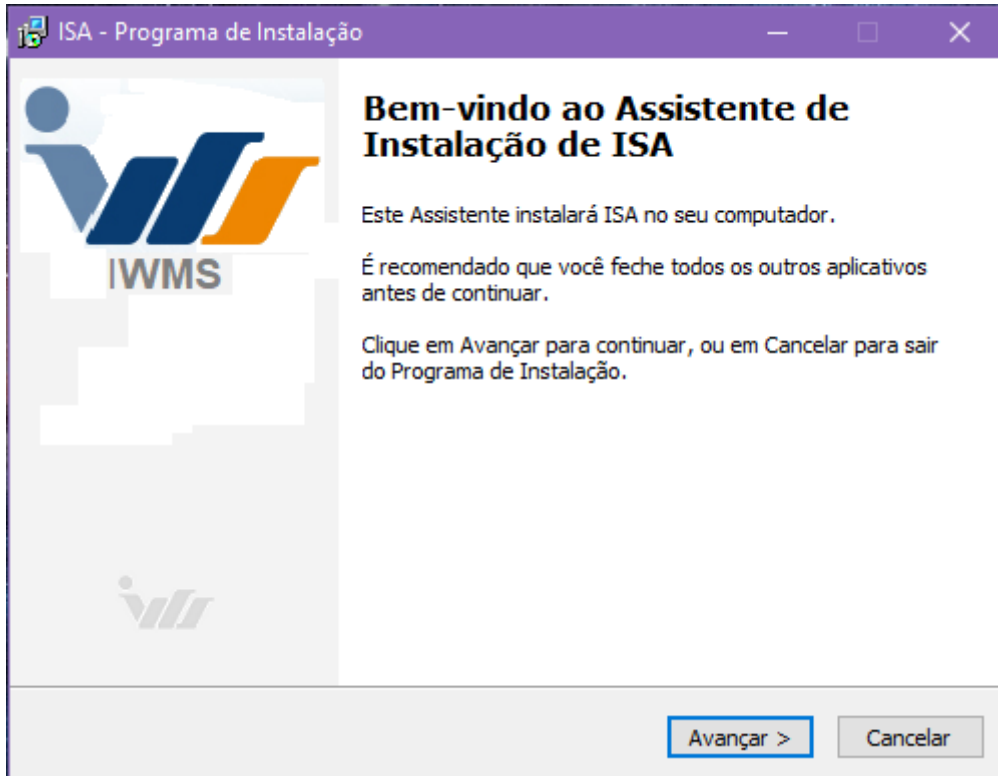 ISA - Programa de Instalação
IWMS
Bem-vindo ao Assistente de
Instalação de ISA
Este Assistente instalará ISA no seu computador.
É recomendado que você feche todos os outros aplicativos
antes de continuar.
Clique em Avançar para continuar, ou em Cancelar para sair
do Programa de Instalação.
Avançar >
Cancelar